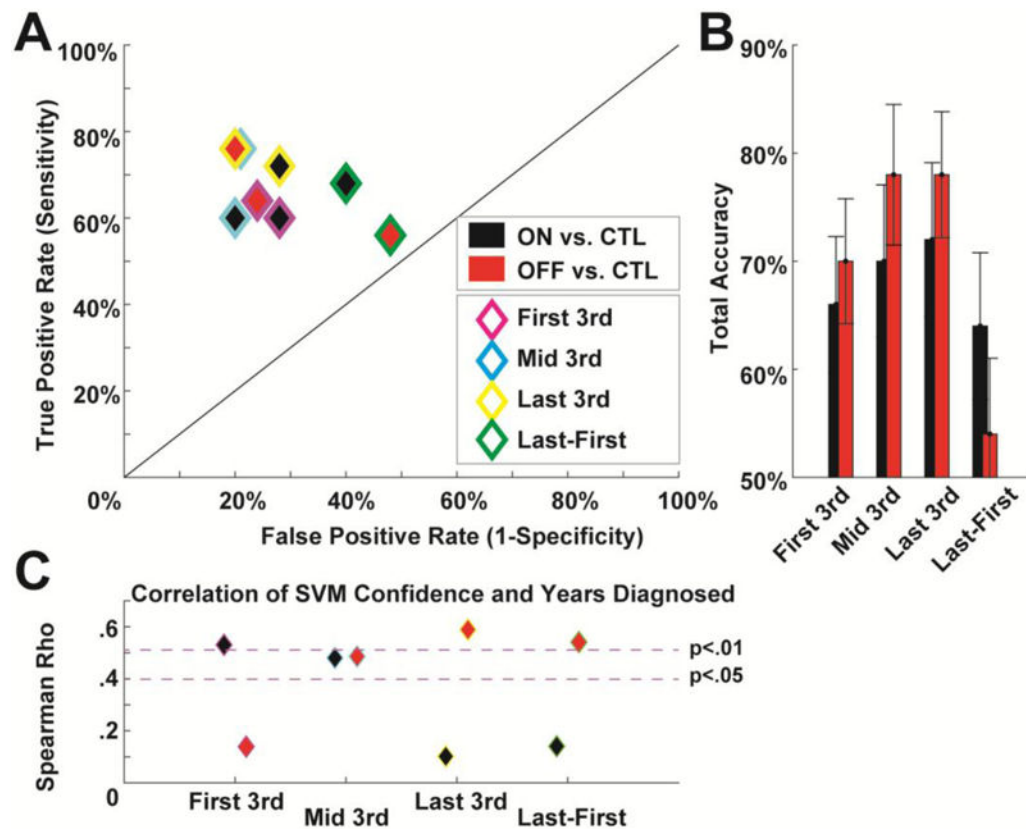 A
100%
80%
60%
40%
20%
0%
20%
40%
60%
80%
100%
True Positive Rate (Sensitivity)
False Positive Rate (1-Specificity)
ON vs. CTL
OFF vs. CTL
First 3rd
Mid 3rd
Last 3rd
Last-First
B
90%
80%
70%
60%
50%
Total Accuracy
First 3rd
Mid 3rd
Last 3rd
Last-First
C
Correlation of SVM Confidence and Years Diagnosed
.6
.4
.2
0
Spearman Rho
p<.01
p<.05
First 3rd
Mid 3rd
Last 3rd
Last-First